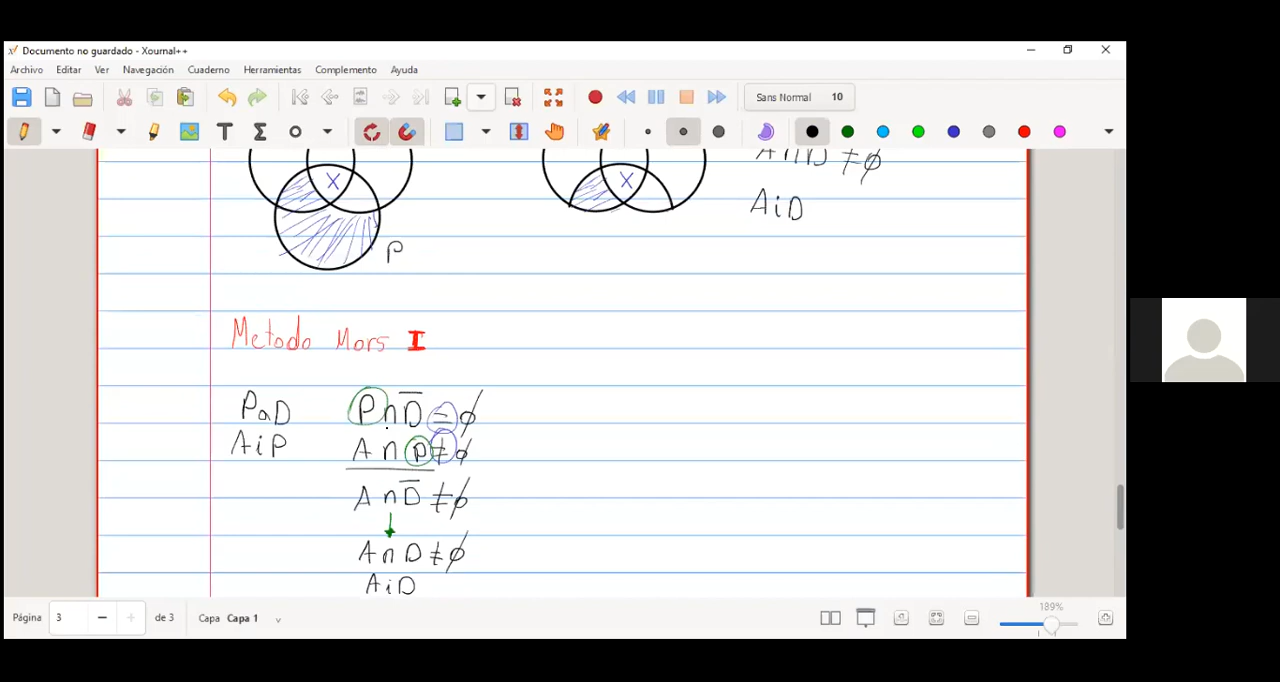 Documento no guardado - Xournal++
Archivo Editar Ver Navegación Cuaderno Herramientas Complemento Ayuda
Sans Normal 10
X X A∩D ≠ ∅
AiD
P
Metodo Mors I
PaD P∩D̅ = ∅
AiP A∩P ≠ ∅
A∩D̅ ≠ ∅
A∩D ≠ ∅
AiD
Página 3 de 3 Capa Capa 1 189%